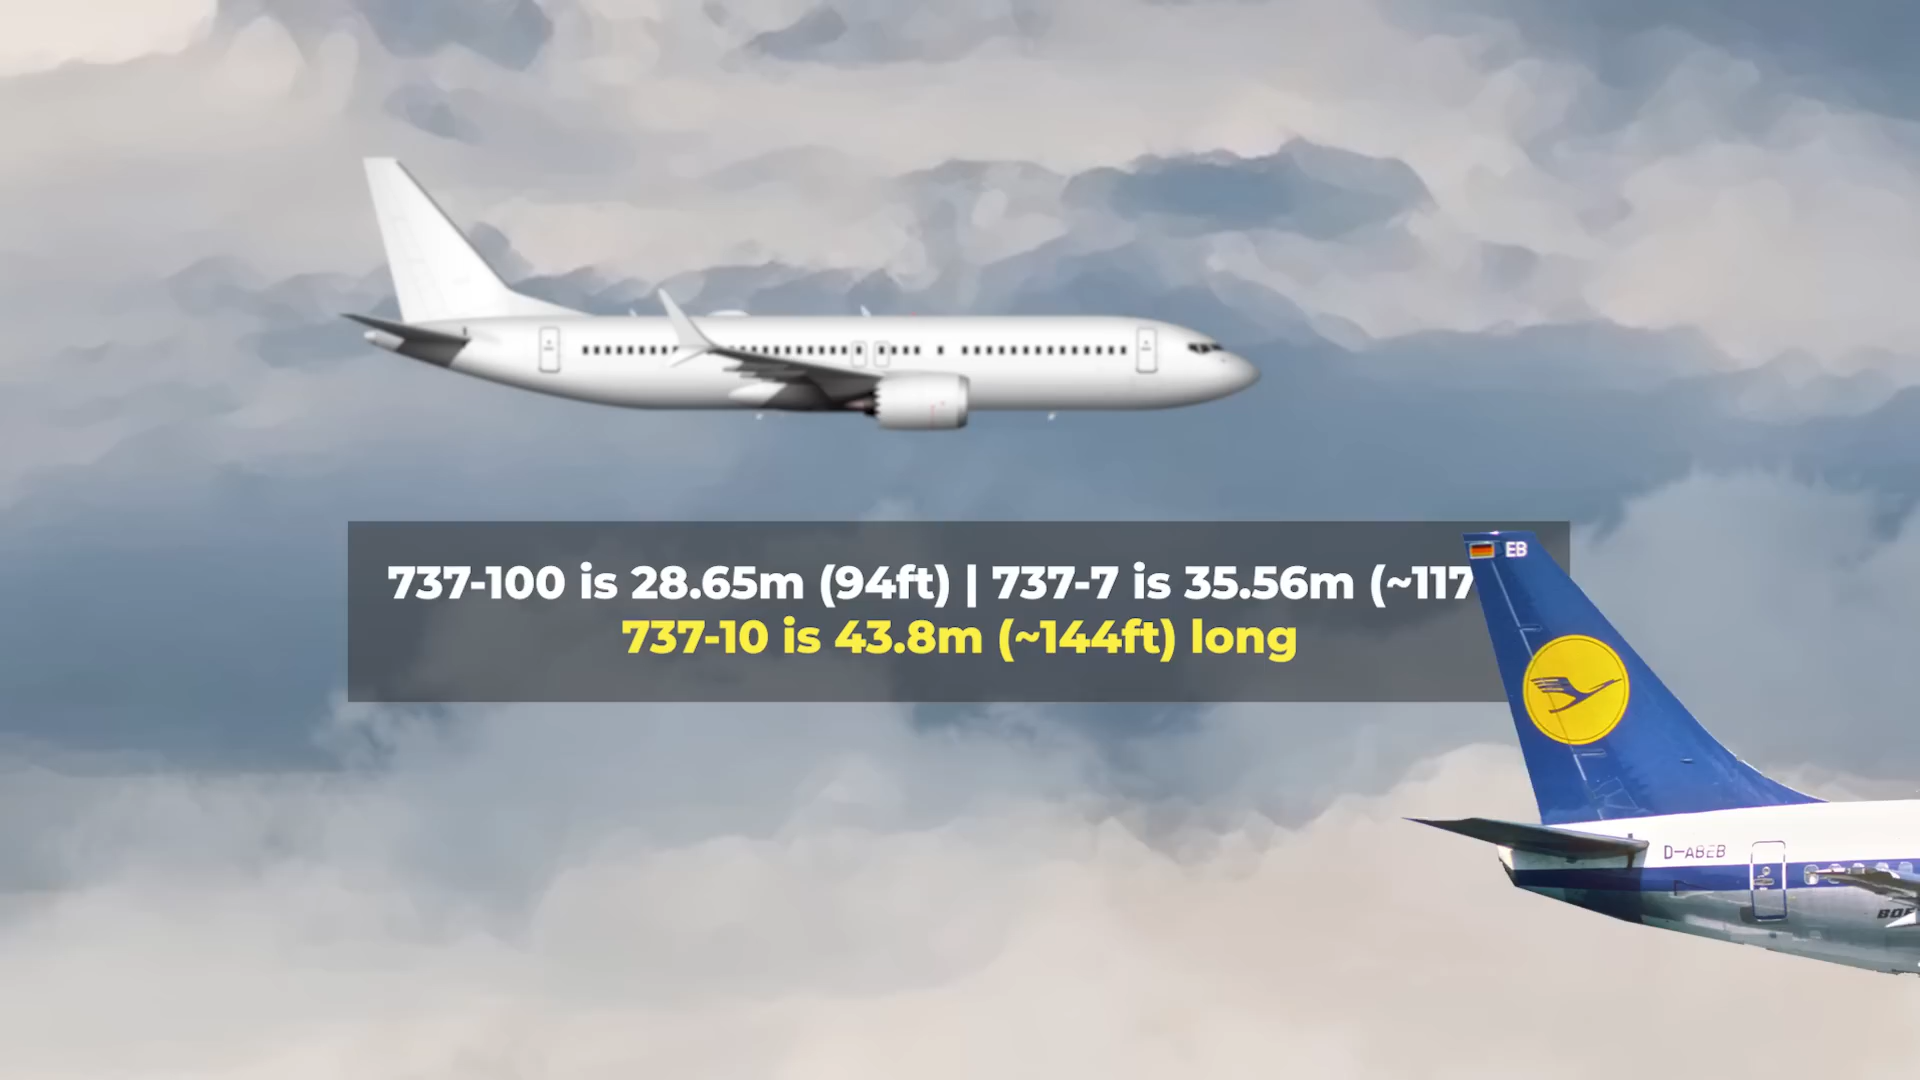 737-100 is 28.65m (94ft) | 737-7 is 35.56m (~117
737-10 is 43.8m (~144ft) long
EB
D-ABEB
BOE